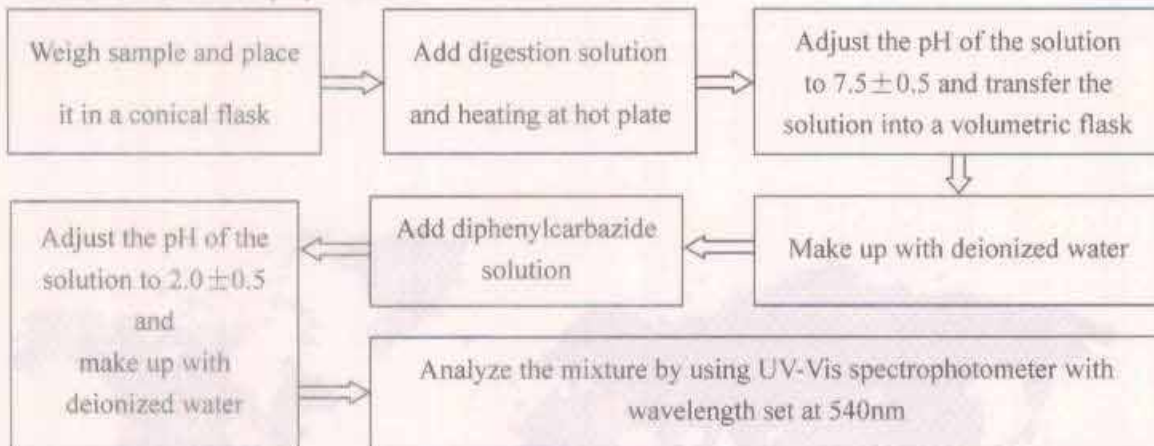 Weigh sample and place
it in a conical flask
Add digestion solution
and heating at hot plate
Adjust the pH of the solution
to 7.5±0.5 and transfer the
solution into a volumetric flask
Make up with deionized water
Add diphenylcarbazide
solution
Adjust the pH of the
solution to 2.0±0.5
and
make up with
deionized water
Analyze the mixture by using UV-Vis spectrophotometer with
wavelength set at 540nm